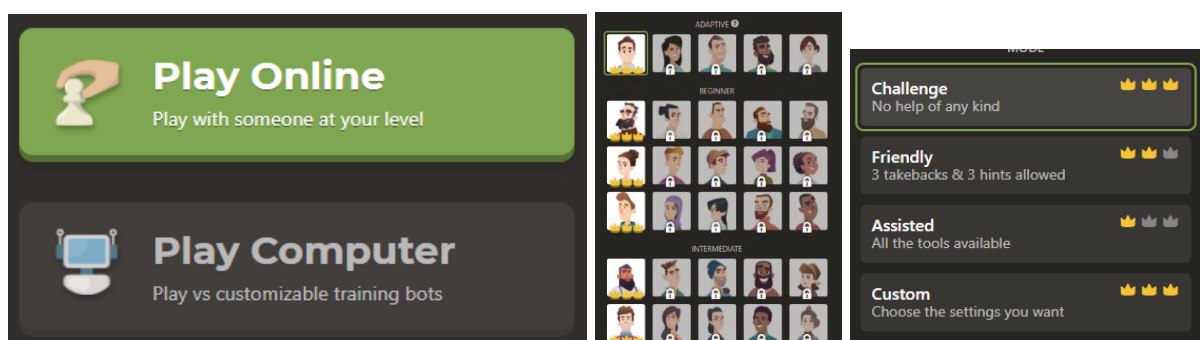 Play Online
Play with someone at your level
Play Computer
Play vs customizable training bots
ADAPTIVE ?
BEGINNER
INTERMEDIATE
MODE
Challenge
No help of any kind
Friendly
3 takebacks & 3 hints allowed
Assisted
All the tools available
Custom
Choose the settings you want